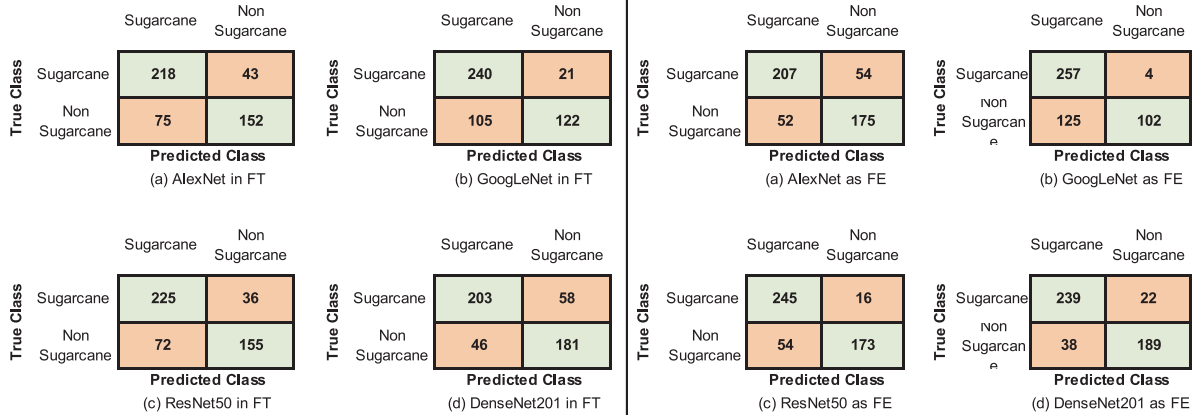 Sugarcane Non Sugarcane
True Class
Sugarcane 218 43
Non Sugarcane 75 152
Predicted Class
(a) AlexNet in FT
Sugarcane Non Sugarcane
True Class
Sugarcane 240 21
Non Sugarcane 105 122
Predicted Class
(b) GoogLeNet in FT
Sugarcane Non Sugarcane
True Class
Sugarcane 207 54
Non Sugarcane 52 175
Predicted Class
(a) AlexNet as FE
Sugarcane Non Sugarcane
True Class
Sugarcane 257 4
Non Sugarcane 125 102
Predicted Class
(b) GoogLeNet as FE
Sugarcane Non Sugarcane
True Class
Sugarcane 225 36
Non Sugarcane 72 155
Predicted Class
(c) ResNet50 in FT
Sugarcane Non Sugarcane
True Class
Sugarcane 203 58
Non Sugarcane 46 181
Predicted Class
(d) DenseNet201 in FT
Sugarcane Non Sugarcane
True Class
Sugarcane 245 16
Non Sugarcane 54 173
Predicted Class
(c) ResNet50 as FE
Sugarcane Non Sugarcane
True Class
Sugarcane 239 22
Non Sugarcane 38 189
Predicted Class
(d) DenseNet201 as FE